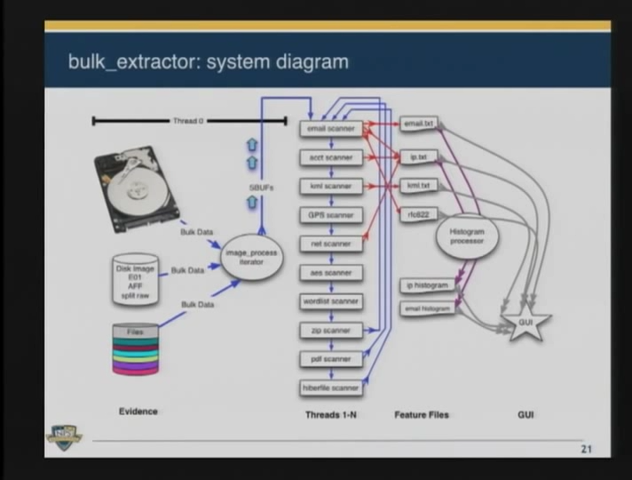 bulk_extractor: system diagram
Thread 0
SBUFs
Bulk Data
Bulk Data
Bulk Data
image_process
iterator
Disk Image
E01
AFF
split raw
Files
email scanner
acct scanner
kml scanner
GPS scanner
net scanner
aes scanner
wordlist scanner
zip scanner
pdf scanner
hiberfile scanner
email.txt
ip.txt
kml.txt
rfc822
Histogram
processor
ip histogram
email histogram
GUI
Evidence
Threads 1-N
Feature Files
GUI
21